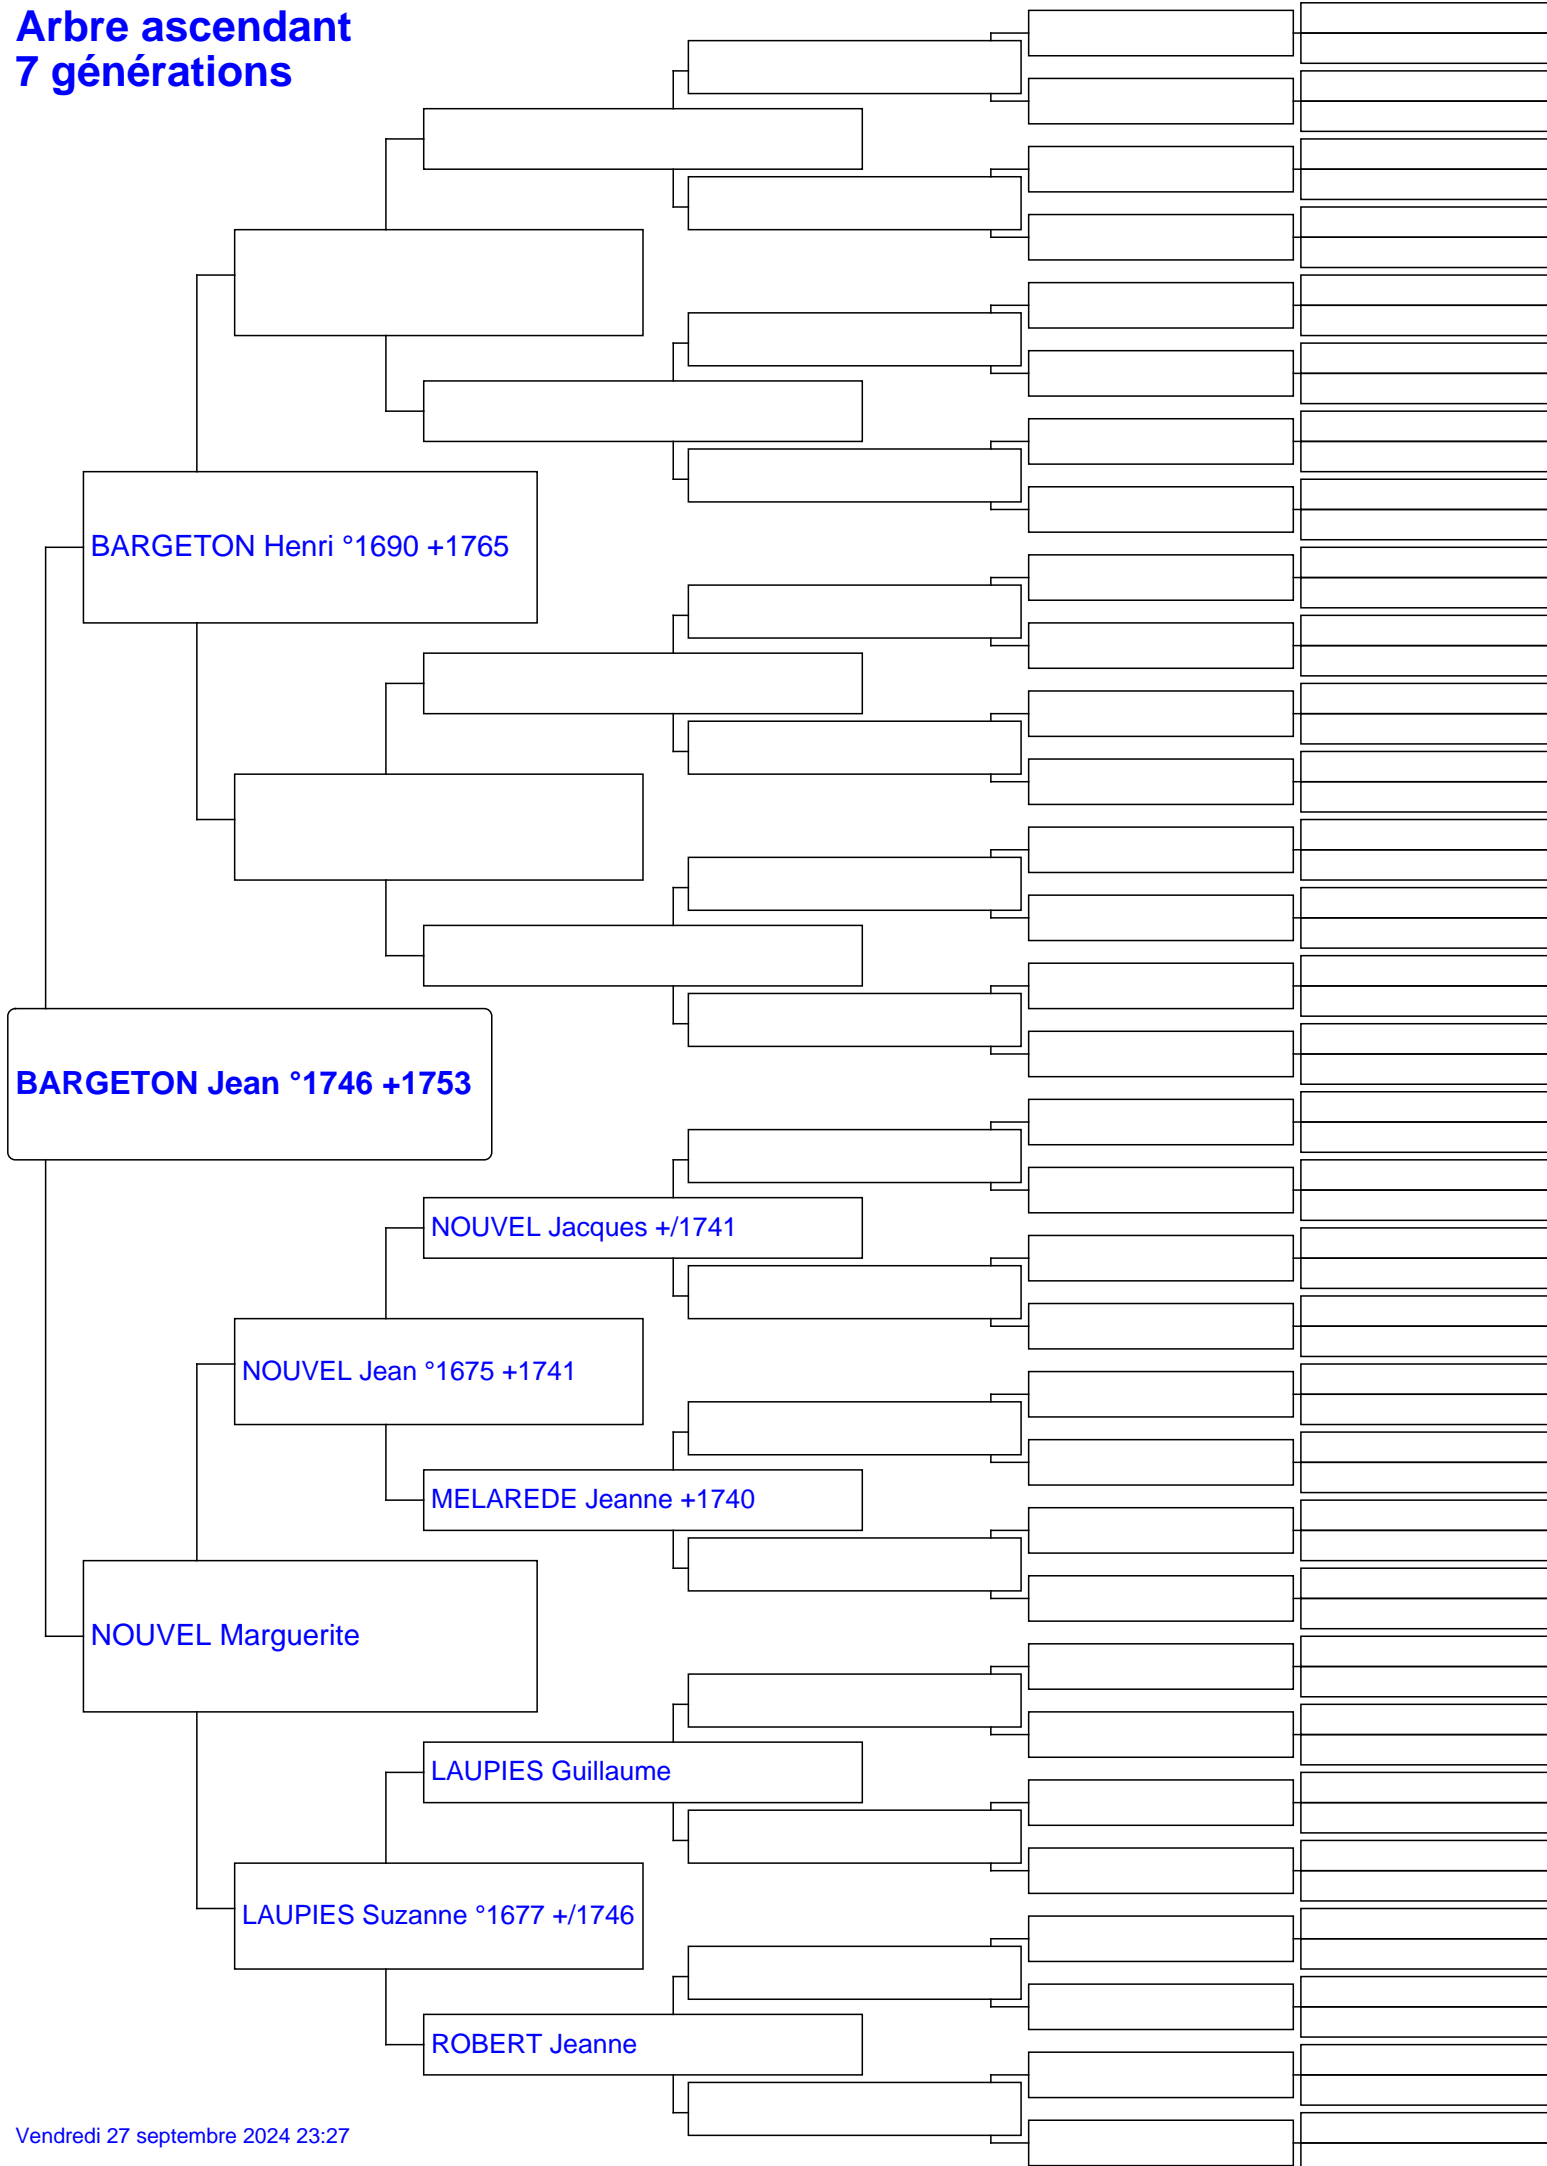 Arbre ascendant
7 générations
BARGETON Henri °1690 +1765
BARGETON Jean °1746 +1753
NOUVEL Jacques +/1741
NOUVEL Jean °1675 +1741
MELAREDE Jeanne +1740
NOUVEL Marguerite
LAUPIES Guillaume
LAUPIES Suzanne °1677 +/1746
ROBERT Jeanne
Vendredi 27 septembre 2024 23:27